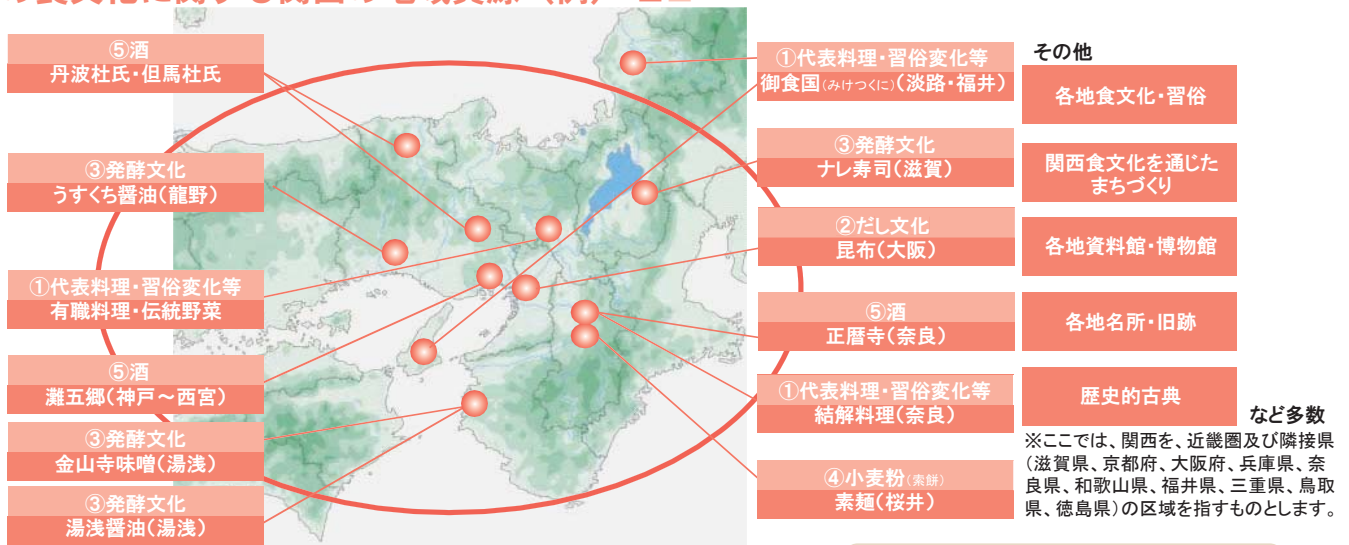 ⑤酒
丹波杜氏・但馬杜氏
③発酵文化
うすくち醤油(龍野)
①代表料理・習俗変化等
有職料理・伝統野菜
⑤酒
灘五郷(神戸～西宮)
③発酵文化
金山寺味噌(湯浅)
③発酵文化
湯浅醤油(湯浅)
①代表料理・習俗変化等
御食国(みけつくに)(淡路・福井)
③発酵文化
ナレ寿司(滋賀)
②だし文化
昆布(大阪)
⑤酒
正暦寺(奈良)
①代表料理・習俗変化等
結解料理(奈良)
④小麦粉(索餅)
素麺(桜井)
その他
各地食文化・習俗
関西食文化を通じた
まちづくり
各地資料館・博物館
各地名所・旧跡
歴史的古典
など多数
※ここでは、関西を、近畿圏及び隣接県
(滋賀県、京都府、大阪府、兵庫県、奈
良県、和歌山県、福井県、三重県、鳥取
県、徳島県)の区域を指すものとします。